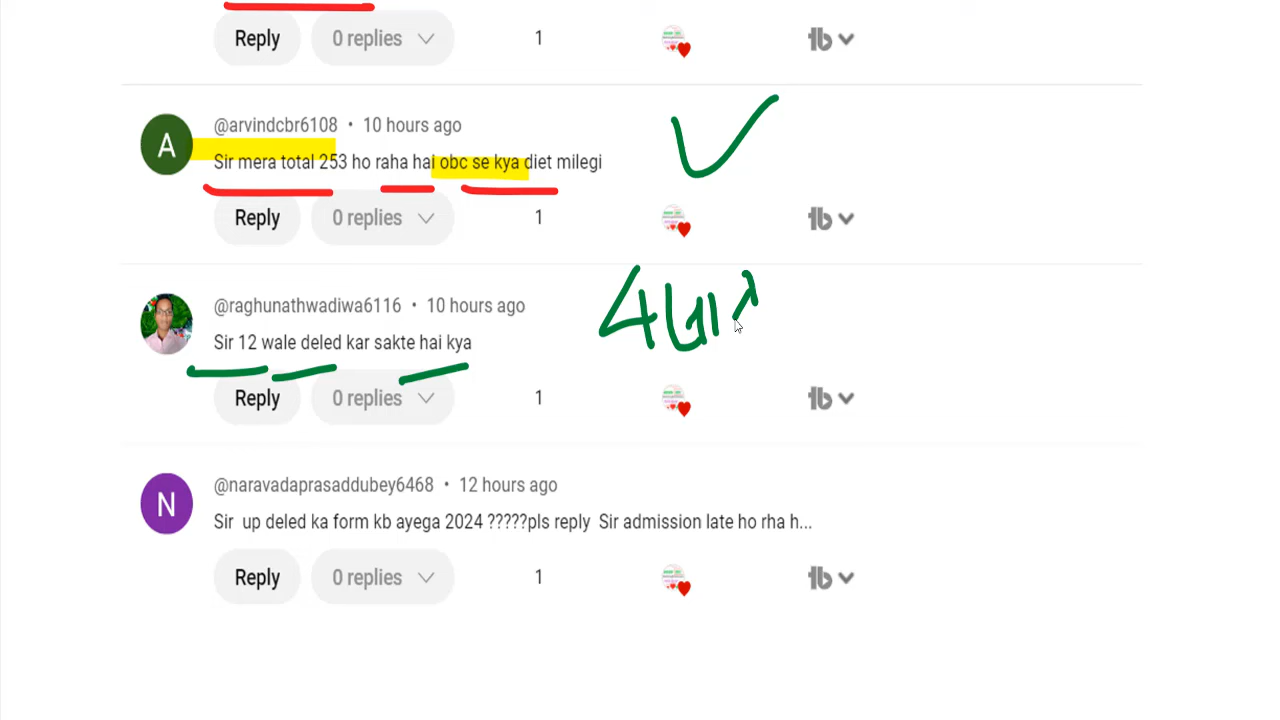 Reply 0 replies 1
@arvindcbr6108 • 10 hours ago
Sir mera total 253 ho raha hai obc se kya diet milegi
Reply 0 replies 1
@raghunathwadiwa6116 • 10 hours ago
Sir 12 wale deled kar sakte hai kya
Reply 0 replies 1
@naravadaprasaddubey6468 • 12 hours ago
Sir up deled ka form kb ayega 2024 ?????pls reply Sir admission late ho rha h...
Reply 0 replies 1